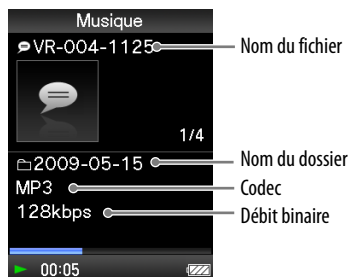 Musique
VR-004-1125
Nom du fichier
1/4
2009-05-15
Nom du dossier
MP3
Codec
128kbps
Débit binaire
00:05